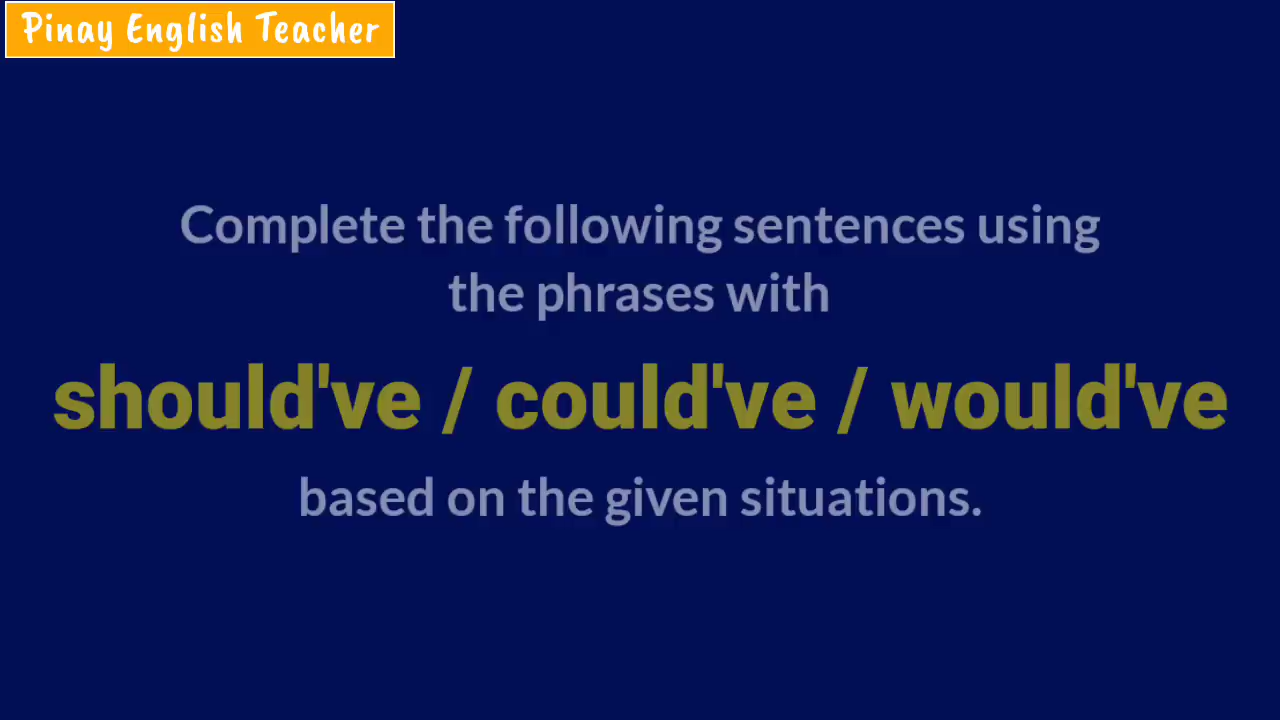 Pinay English Teacher
Complete the following sentences using
the phrases with
should've / could've / would've
based on the given situations.